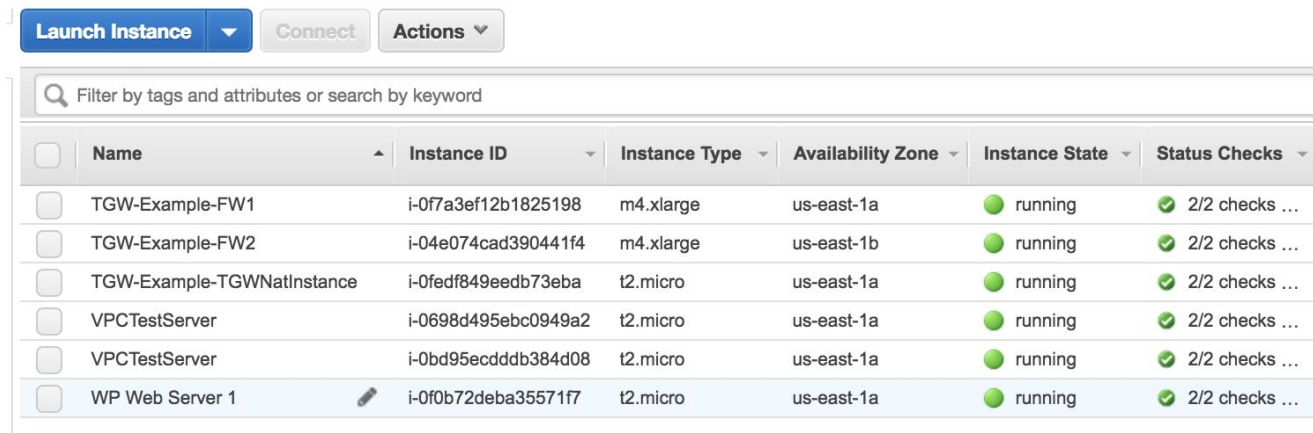 Launch Instance Connect Actions
Filter by tags and attributes or search by keyword
Name Instance ID Instance Type Availability Zone Instance State Status Checks
TGW-Example-FW1 i-0f7a3ef12b1825198 m4.xlarge us-east-1a running 2/2 checks ...
TGW-Example-FW2 i-04e074cad390441f4 m4.xlarge us-east-1b running 2/2 checks ...
TGW-Example-TGWNatInstance i-0fedf849eedb73eba t2.micro us-east-1a running 2/2 checks ...
VPCTestServer i-0698d495ebc0949a2 t2.micro us-east-1a running 2/2 checks ...
VPCTestServer i-0bd95ecdddb384d08 t2.micro us-east-1a running 2/2 checks ...
WP Web Server 1 i-0f0b72deba35571f7 t2.micro us-east-1a running 2/2 checks ...